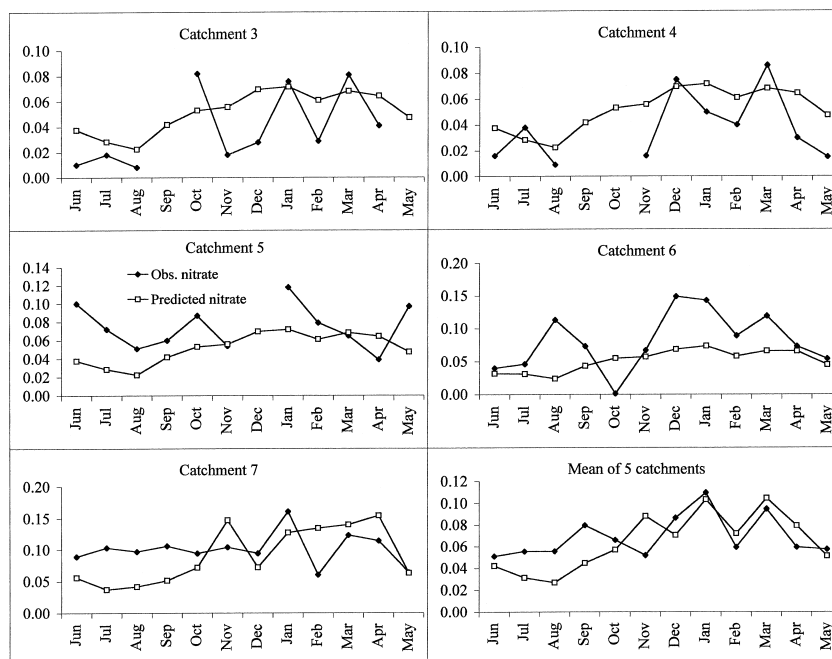 Catchment 3
0.10
0.08
0.06
0.04
0.02
0.00
Jun Jul Aug Sep Oct Nov Dec Jan Feb Mar Apr May
Catchment 4
0.10
0.08
0.06
0.04
0.02
0.00
Jun Jul Aug Sep Oct Nov Dec Jan Feb Mar Apr May
Catchment 5
0.14
0.12
0.10
0.08
0.06
0.04
0.02
0.00
Obs. nitrate
Predicted nitrate
Jun Jul Aug Sep Oct Nov Dec Jan Feb Mar Apr May
Catchment 6
0.20
0.15
0.10
0.05
0.00
Jun Jul Aug Sep Oct Nov Dec Jan Feb Mar Apr May
Catchment 7
0.20
0.15
0.10
0.05
0.00
Jun Jul Aug Sep Oct Nov Dec Jan Feb Mar Apr May
Mean of 5 catchments
0.12
0.10
0.08
0.06
0.04
0.02
0.00
Jun Jul Aug Sep Oct Nov Dec Jan Feb Mar Apr May